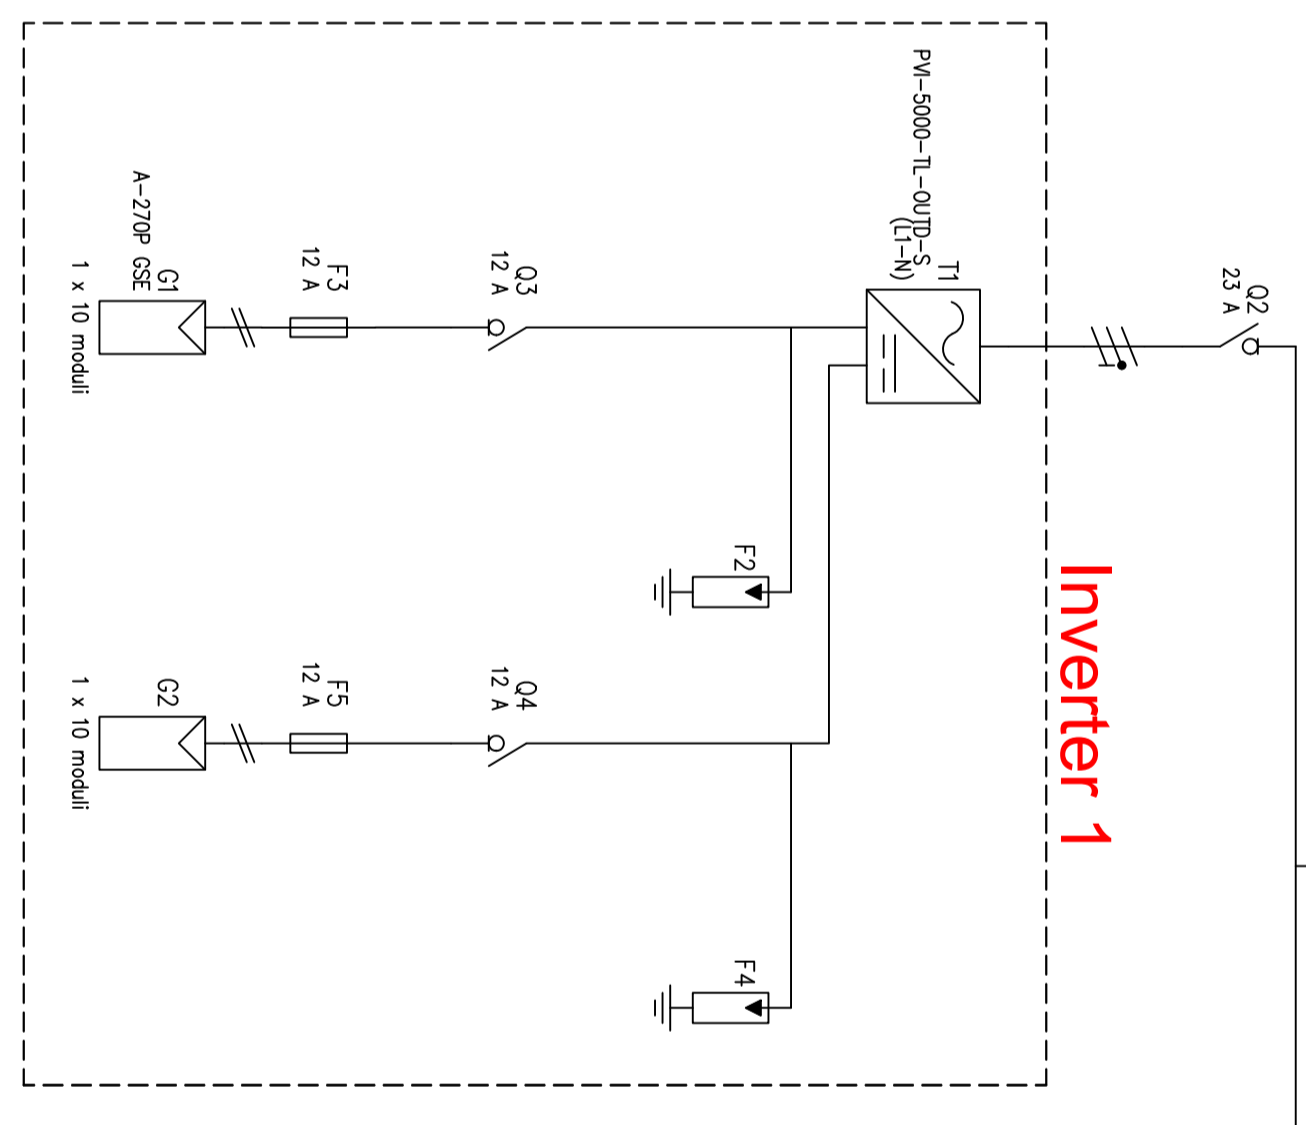 Q2
23 A
Inverter 1
T1
PVI-5000-TL-OUTD-S
(L1-N)
F2
F4
Q3
12 A
Q4
12 A
F3
12 A
F5
12 A
G1
A-270P GSE
1 x 10 moduli
G2
1 x 10 moduli